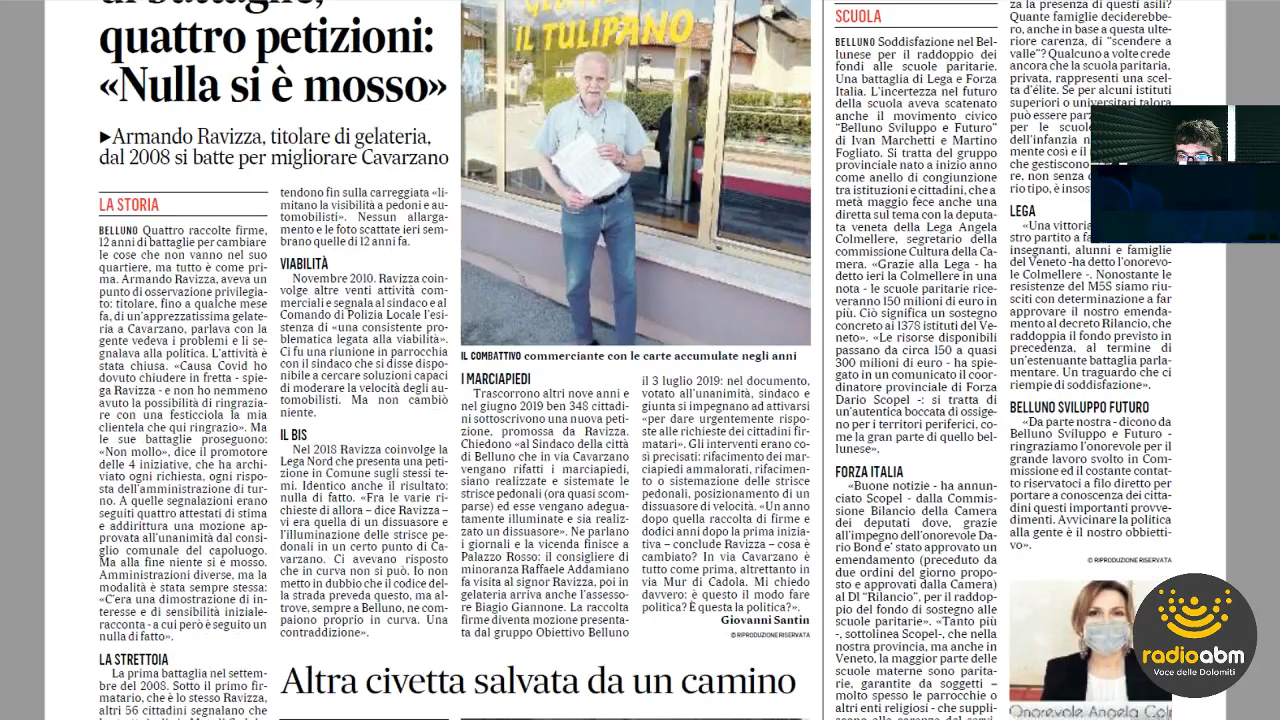 quattro petizioni:
«Nulla si è mosso»
▶Armando Ravizza, titolare di gelateria,
dal 2008 si batte per migliorare Cavarzano
LA STORIA
BELLUNO Quattro raccolte firme,
12 anni di battaglie per cambiare
le cose che non vanno nel suo
quartiere, ma tutto è come pri-
ma. Armando Ravizza, aveva un
punto di osservazione privilegia-
to: titolare, fino a qualche mese
fa, di un'apprezzatissima gelate-
ria a Cavarzano, parlava con la
gente vedeva i problemi e li se-
gnalava alla politica. L'attività è
stata chiusa. «Causa Covid ho
dovuto chiudere in fretta - spie-
ga Ravizza - e non ho nemmeno
avuto la possibilità di ringrazia-
re con una festicciola la mia
clientela che qui ringrazio». Ma
le sue battaglie proseguono:
«Non mollo», dice il promotore
delle 4 iniziative, che ha archi-
viato ogni richiesta, ogni rispo-
sta dell'amministrazione di tur-
no. A quelle segnalazioni erano
seguiti quattro attestati di stima
e addirittura una mozione ap-
provata all'unanimità dal consi-
glio comunale del capoluogo.
Ma alla fine niente si è mosso.
Amministrazioni diverse, ma la
modalità è stata sempre stessa:
«C'era una dimostrazione di in-
teresse e di sensibilità iniziale-
racconta - a cui però è seguito un
nulla di fatto».
LA STRETTOIA
La prima battaglia nel settem-
bre del 2008. Sotto il primo fir-
matario, che è lo stesso Ravizza,
altri 56 cittadini segnalano che
tendono fin sulla carreggiata «li-
mitano la visibilità a pedoni e au-
tomobilisti». Nessun allarga-
mento e le foto scattate ieri sem-
brano quelle di 12 anni fa.
VIABILITÀ
Novembre 2010. Ravizza coin-
volge altre venti attività com-
merciali e segnala al sindaco e al
Comando di Polizia Locale l'esi-
stenza di «una consistente pro-
blematica legata alla viabilità».
Ci fu una riunione in parrocchia
con il sindaco che si disse dispo-
nibile a cercare soluzioni capaci
di moderare la velocità degli au-
tomobilisti. Ma non cambiò
niente.
IL BIS
Nel 2018 Ravizza coinvolge la
Lega Nord che presenta una peti-
zione in Comune sugli stessi te-
mi. Identico anche il risultato:
nulla di fatto. «Fra le varie ri-
chieste di allora – dice Ravizza –
vi era quella di un dissuasore e
l'illuminazione delle strisce pe-
donali in un certo punto di Ca-
varzano. Ci avevano risposto
che in curva non si può. Io non
metto in dubbio che il codice del-
la strada preveda questo, ma al-
trove, sempre a Belluno, ne com-
paiono proprio in curva. Una
contraddizione».
IL TULIPANO
IL COMBATTIVO commerciante con le carte accumulate negli anni
I MARCIAPIEDI
Trascorrono altri nove anni e
nel giugno 2019 ben 348 cittadi-
ni sottoscrivono una nuova peti-
zione, promossa da Ravizza.
Chiedono «al Sindaco della città
di Belluno che in via Cavarzano
vengano rifatti i marciapiedi,
siano realizzate e sistemate le
strisce pedonali (ora quasi scom-
parse) ed esse vengano adegua-
tamente illuminate e sia realiz-
zato un dissuasore». Ne parlano
i giornali e la vicenda finisce a
Palazzo Rosso: il consigliere di
minoranza Raffaele Addamiano
fa visita al signor Ravizza, poi in
gelateria arriva anche l'assesso-
re Biagio Giannone. La raccolta
firme diventa mozione presenta-
ta dal gruppo Obiettivo Belluno
il 3 luglio 2019: nel documento,
votato all'unanimità, sindaco e
giunta si impegnano ad attivarsi
«per dare urgentemente rispo-
ste alle richieste dei cittadini fir-
matari». Gli interventi erano co-
sì precisati: rifacimento dei mar-
ciapiedi ammalorati, rifacimen-
to o sistemazione delle strisce
pedonali, posizionamento di un
dissuasore di velocità. «Un anno
dopo quella raccolta di firme e
dodici anni dopo la prima inizia-
tiva – conclude Ravizza – cosa è
cambiato? In via Cavarzano è
tutto come prima, altrettanto in
via Mur di Cadola. Mi chiedo
davvero: è questo il modo fare
politica? È questa la politica?».
Giovanni Santin
© RIPRODUZIONE RISERVATA
Altra civetta salvata da un camino
SCUOLA
BELLUNO Soddisfazione nel Bel-
lunese per il raddoppio dei
fondi alle scuole paritarie.
Una battaglia di Lega e Forza
Italia. L'incertezza nel futuro
della scuola aveva scatenato
anche il movimento civico
"Belluno Sviluppo e Futuro"
di Ivan Marchetti e Martino
Fogliato. Si tratta del gruppo
provinciale nato a inizio anno
come anello di congiunzione
tra istituzioni e cittadini, che a
metà maggio fece anche una
diretta sul tema con la deputa-
ta veneta della Lega Angela
Colmellere, segretario della
commissione Cultura della Ca-
mera. «Grazie alla Lega - ha
detto ieri la Colmellere in una
nota - le scuole paritarie rice-
veranno 150 milioni di euro in
più. Ciò significa un sostegno
concreto ai 1378 istituti del Ve-
neto». «Le risorse disponibili
passano da circa 150 a quasi
300 milioni di euro - ha spie-
gato in un comunicato il coor-
dinatore provinciale di Forza
Dario Scopel -: si tratta di
un'autentica boccata di ossige-
no per i territori periferici, co-
me la gran parte di quello bel-
lunese».
FORZA ITALIA
«Buone notizie - ha annun-
ciato Scopel - dalla Commis-
sione Bilancio della Camera
dei deputati dove, grazie
all'impegno dell'onorevole Da-
rio Bond e' stato approvato un
emendamento (preceduto da
due ordini del giorno propo-
sto e approvati dalla Camera)
al Dl "Rilancio", per il raddop-
pio del fondo di sostegno alle
scuole paritarie». «Tanto più
-, sottolinea Scopel-, che nella
nostra provincia, ma anche in
Veneto, la maggior parte delle
scuole materne sono parita-
rie, garantite da soggetti –
molto spesso le parrocchie o
altri enti religiosi - che suppli-
za la presenza di questi asili?
Quante famiglie deciderebbe-
ro, anche in base a questa ulte-
riore carenza, di "scendere a
valle"? Qualcuno a volte crede
ancora che la scuola paritaria,
privata, rappresenti una scel-
ta d'élite. Se per alcuni istituti
superiori o universitari talora
può essere
per le
dell'infanzia
mente così e il
che gestiscono
non senza
rio tipo, è
LEGA
«Una vittoria
stro partito a
insegnanti, alunni e famiglie
del Veneto -ha detto l'onorevo-
le Colmellere -. Nonostante le
resistenze del M5S siamo riu-
sciti con determinazione a far
approvare il nostro emenda-
mento al decreto Rilancio, che
raddoppia il fondo previsto in
precedenza, al termine di
un'estenuante battaglia parla-
mentare. Un traguardo che ci
riempie di soddisfazione».
BELLUNO SVILUPPO FUTURO
«Da parte nostra - dicono da
Belluno Sviluppo e Futuro -
ringraziamo l'onorevole per il
grande lavoro svolto in Com-
missione ed il costante contat-
to riservatoci a filo diretto per
portare a conoscenza dei citta-
dini questi importanti provve-
dimenti. Avvicinare la politica
alla gente è il nostro obbietti-
vo».
© RIPRODUZIONE RISERVATA
Onorevole Angela
radioabm
Voce delle Dolomiti